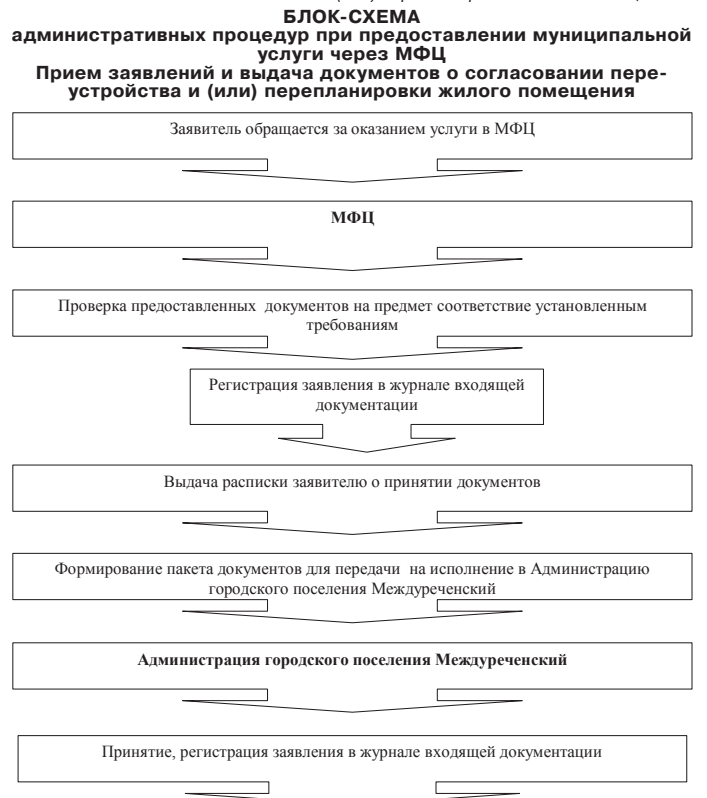 БЛОК-СХЕМА
административных процедур при предоставлении муниципальной
услуги через МФЦ
Прием заявлений и выдача документов о согласовании пере-
устройства и (или) перепланировки жилого помещения
Заявитель обращается за оказанием услуги в МФЦ
МФЦ
Проверка предоставленных документов на предмет соответствие установленным
требованиям
Регистрация заявления в журнале входящей
документации
Выдача расписки заявителю о принятии документов
Формирование пакета документов для передачи на исполнение в Администрацию
городского поселения Междуреченский
Администрация городского поселения Междуреченский
Принятие, регистрация заявления в журнале входящей документации